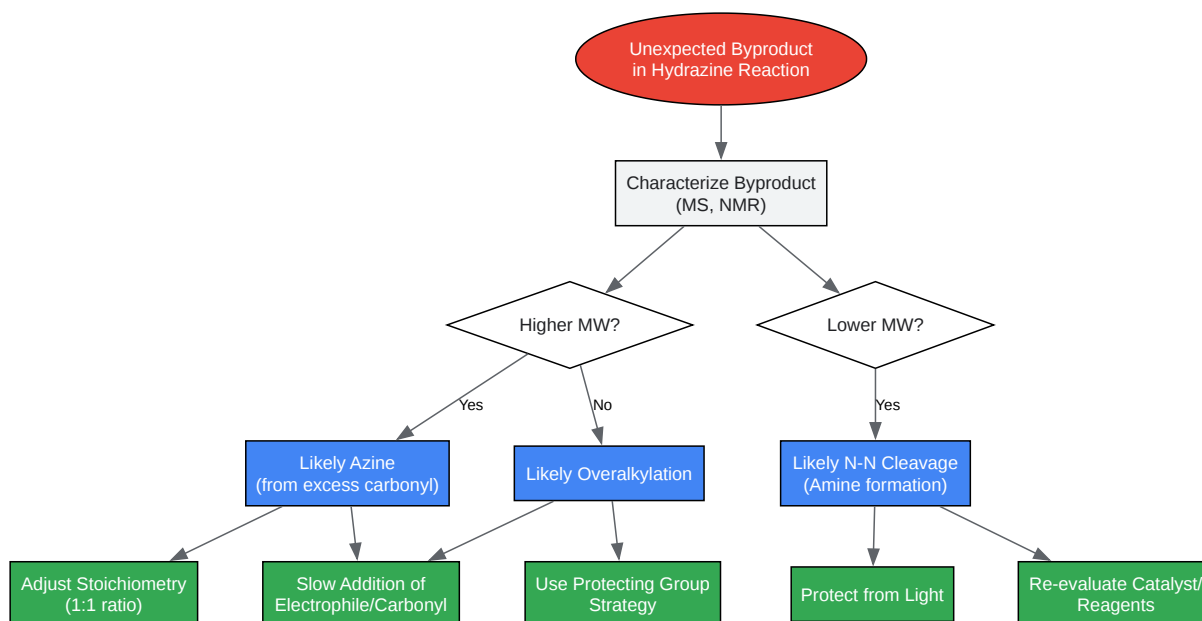 Unexpected Byproduct
in Hydrazine Reaction
Characterize Byproduct
(MS, NMR)
Higher MW?
Lower MW?
Yes
No
Yes
Likely Azine
(from excess carbonyl)
Likely Overalkylation
Likely N-N Cleavage
(Amine formation)
Adjust Stoichiometry
(1:1 ratio)
Slow Addition of
Electrophile/Carbonyl
Use Protecting Group
Strategy
Protect from Light
Re-evaluate Catalyst/
Reagents